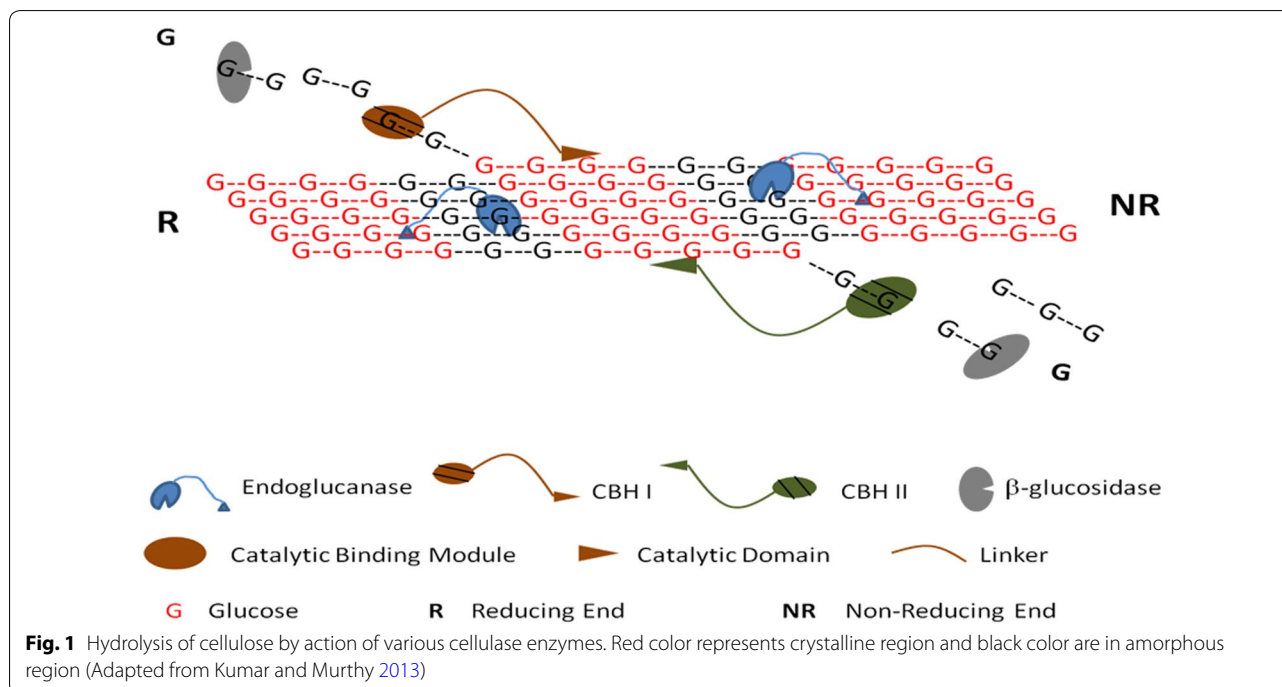 G
G---G G---G
G---G
G---G---G---G---G---G---G---G---G---G---G
G---G---G---G---G---G---G---G---G---G---G---G---G---G---G---G
G---G---G---G---G---G---G---G---G---G---G---G---G---G---G---G---G
R
NR
G---G---G---G---G---G---G---G---G---G---G---G---G---G---G---G---G
G---G---G---G---G---G---G---G---G---G---G---G---G---G---G---G---G
G---G---G---G---G---G---G---G---G---G---G
G---G
G---G---G
G---G
G
Endoglucanase CBH I CBH II β-glucosidase
Catalytic Binding Module Catalytic Domain Linker
G Glucose R Reducing End NR Non-Reducing End
Fig. 1 Hydrolysis of cellulose by action of various cellulase enzymes. Red color represents crystalline region and black color are in amorphous
region (Adapted from Kumar and Murthy 2013)